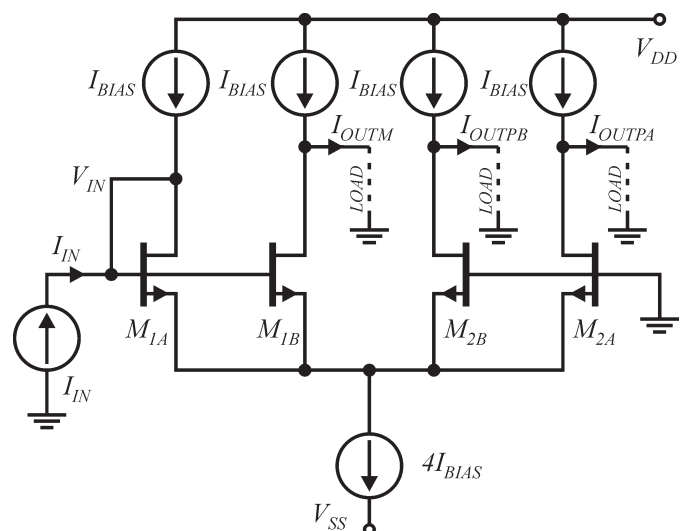 V_DD
I_BIAS I_BIAS I_BIAS I_BIAS
I_OUTM I_OUTPB I_OUTPA
V_IN
LOAD LOAD LOAD
I_IN
M_1A M_1B M_2B M_2A
I_IN
4I_BIAS
V_SS